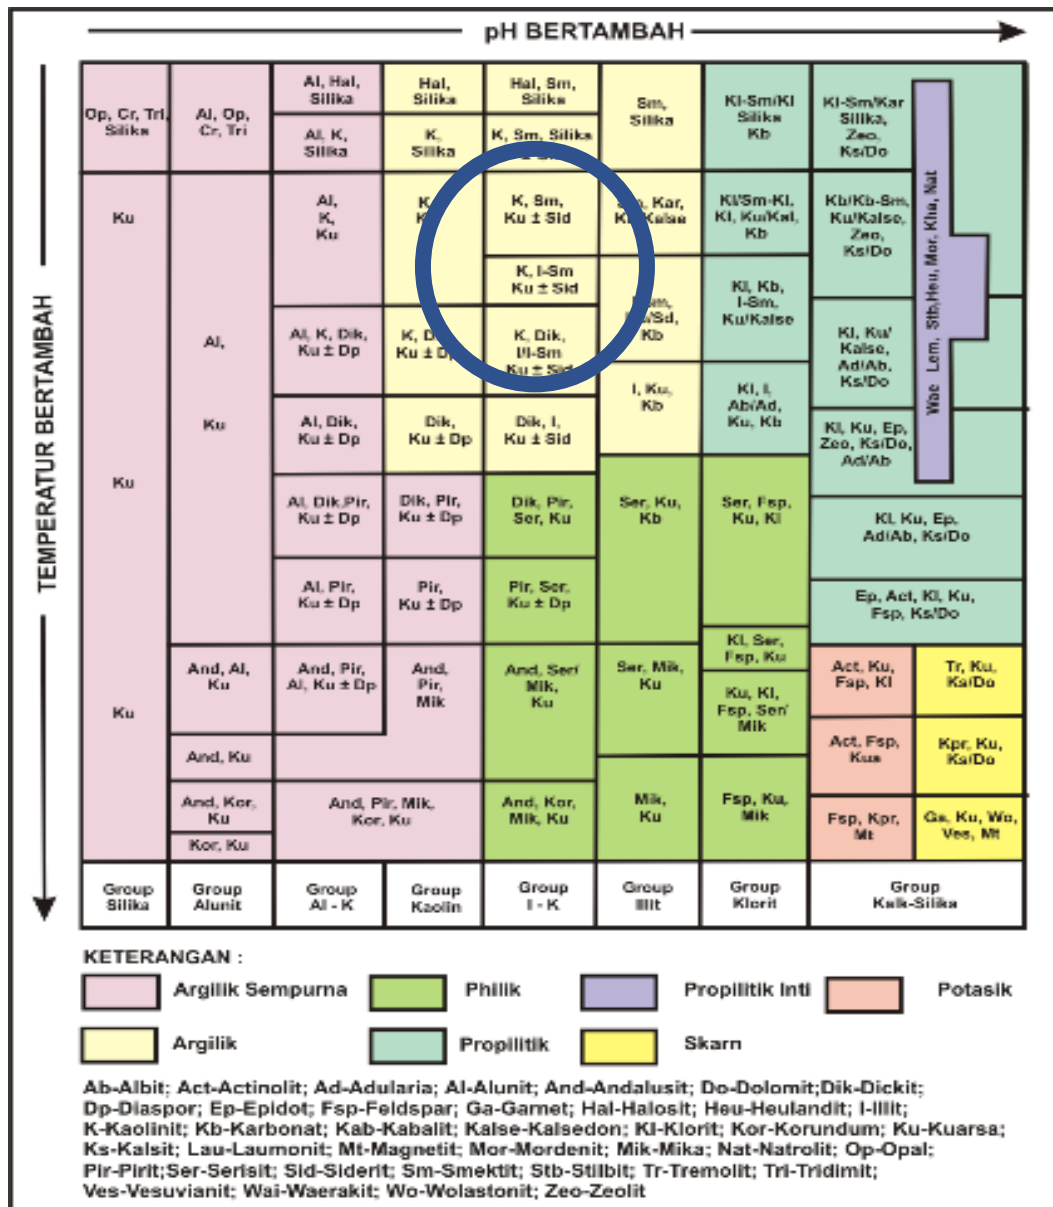 pH BERTAMBAH
TEMPERATUR BERTAMBAH
Op, Cr, Tri,
Silika
Ku
Ku
Ku
Group
Silika
Al, Op,
Cr, Tri
Al,
Ku
And, Al,
Ku
And, Ku
And, Kor,
Ku
Kor, Ku
Group
Alunit
Al, Hal,
Silika
Al, K,
Silika
Al,
K,
Ku
Al, K, Dik,
Ku ± Dp
Al, Dik,
Ku ± Dp
Al, Dik,Pir,
Ku ± Dp
Al, Pir,
Ku ± Dp
And, Pir,
Al, Ku ± Dp
And, Pir, Mik,
Kor, Ku
Group
Al - K
Hal,
Silika
K,
Silika
K,
K, D
Ku ± Dp
Dik,
Ku ± Dp
Dik, Pir,
Ku ± Dp
Pir,
Ku ± Dp
And,
Pir,
Mik
Group
Kaolin
Hal, Sm,
Silika
K, Sm, Silika
K, Sm,
Ku ± Sid
K, I-Sm
Ku ± Sid
K, Dik,
I/I-Sm
Ku ± Sid
Dik, I,
Ku ± Sid
Dik, Pir,
Ser, Ku
Pir, Ser,
Ku ± Dp
And, Ser/
Mik,
Ku
And, Kor,
Mik, Ku
Group
I - K
Sm,
Silika
Kar,
Kalse
Kb
I, Ku,
Kb
Ser, Ku,
Kb
Ser, Mik,
Ku
Mik,
Ku
Group
Illit
Kl-Sm/Kl
Silika
Kb
Kl/Sm-Kl,
Kl, Ku/Kal,
Kb
Kl, Kb,
I-Sm,
Ku/Kalse
Kl, I,
Ab/Ad,
Ku, Kb
Ser, Fsp,
Ku, Kl
Kl, Ser,
Fsp, Ku
Ku, Kl,
Fsp, Ser/
Mik
Fsp, Ku,
Mik
Group
Klorit
Kl-Sm/Kar
Silika,
Zeo,
Ks/Do
Kb/Kb-Sm,
Ku/Kalse,
Zeo,
Ks/Do
Kl, Ku/
Kalse,
Ad/Ab,
Ks/Do
Kl, Ku, Ep,
Zeo, Ks/Do,
Ad/Ab
Wae Lem, Stb,Heu, Mor, Kha, Nat
Kl, Ku, Ep,
Ad/Ab, Ks/Do
Ep, Act, Kl, Ku,
Fsp, Ks/Do
Act, Ku,
Fsp, Kl
Tr, Ku,
Ks/Do
Act, Fsp,
Kua
Kpr, Ku,
Ks/Do
Fsp, Kpr,
Mt
Ga, Ku, Wo,
Ves, Mt
Group
Kalk-Silika
KETERANGAN :
Argilik Sempurna
Philik
Propilitik Inti
Potasik
Argilik
Propilitik
Skarn
Ab-Albit; Act-Actinolit; Ad-Adularia; Al-Alunit; And-Andalusit; Do-Dolomit;Dik-Dickit;
Dp-Diaspor; Ep-Epidot; Fsp-Feldspar; Ga-Garnet; Hal-Halosit; Heu-Heulandit; I-Illit;
K-Kaolinit; Kb-Karbonat; Kab-Kabalit; Kalse-Kalsedon; Kl-Klorit; Kor-Korundum; Ku-Kuarsa;
Ks-Kalsit; Lau-Laumonit; Mt-Magnetit; Mor-Mordenit; Mik-Mika; Nat-Natrolit; Op-Opal;
Pir-Pirit;Ser-Serisit; Sid-Siderit; Sm-Smektit; Stb-Stilbit; Tr-Tremolit; Tri-Tridimit;
Ves-Vesuvianit; Wai-Waerakit; Wo-Wolastonit; Zeo-Zeolit